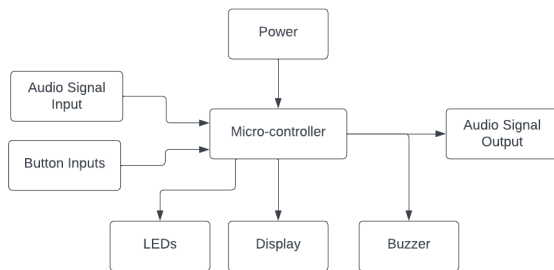 Power
Audio Signal
Input
Micro-controller
Audio Signal
Output
Button Inputs
LEDs
Display
Buzzer